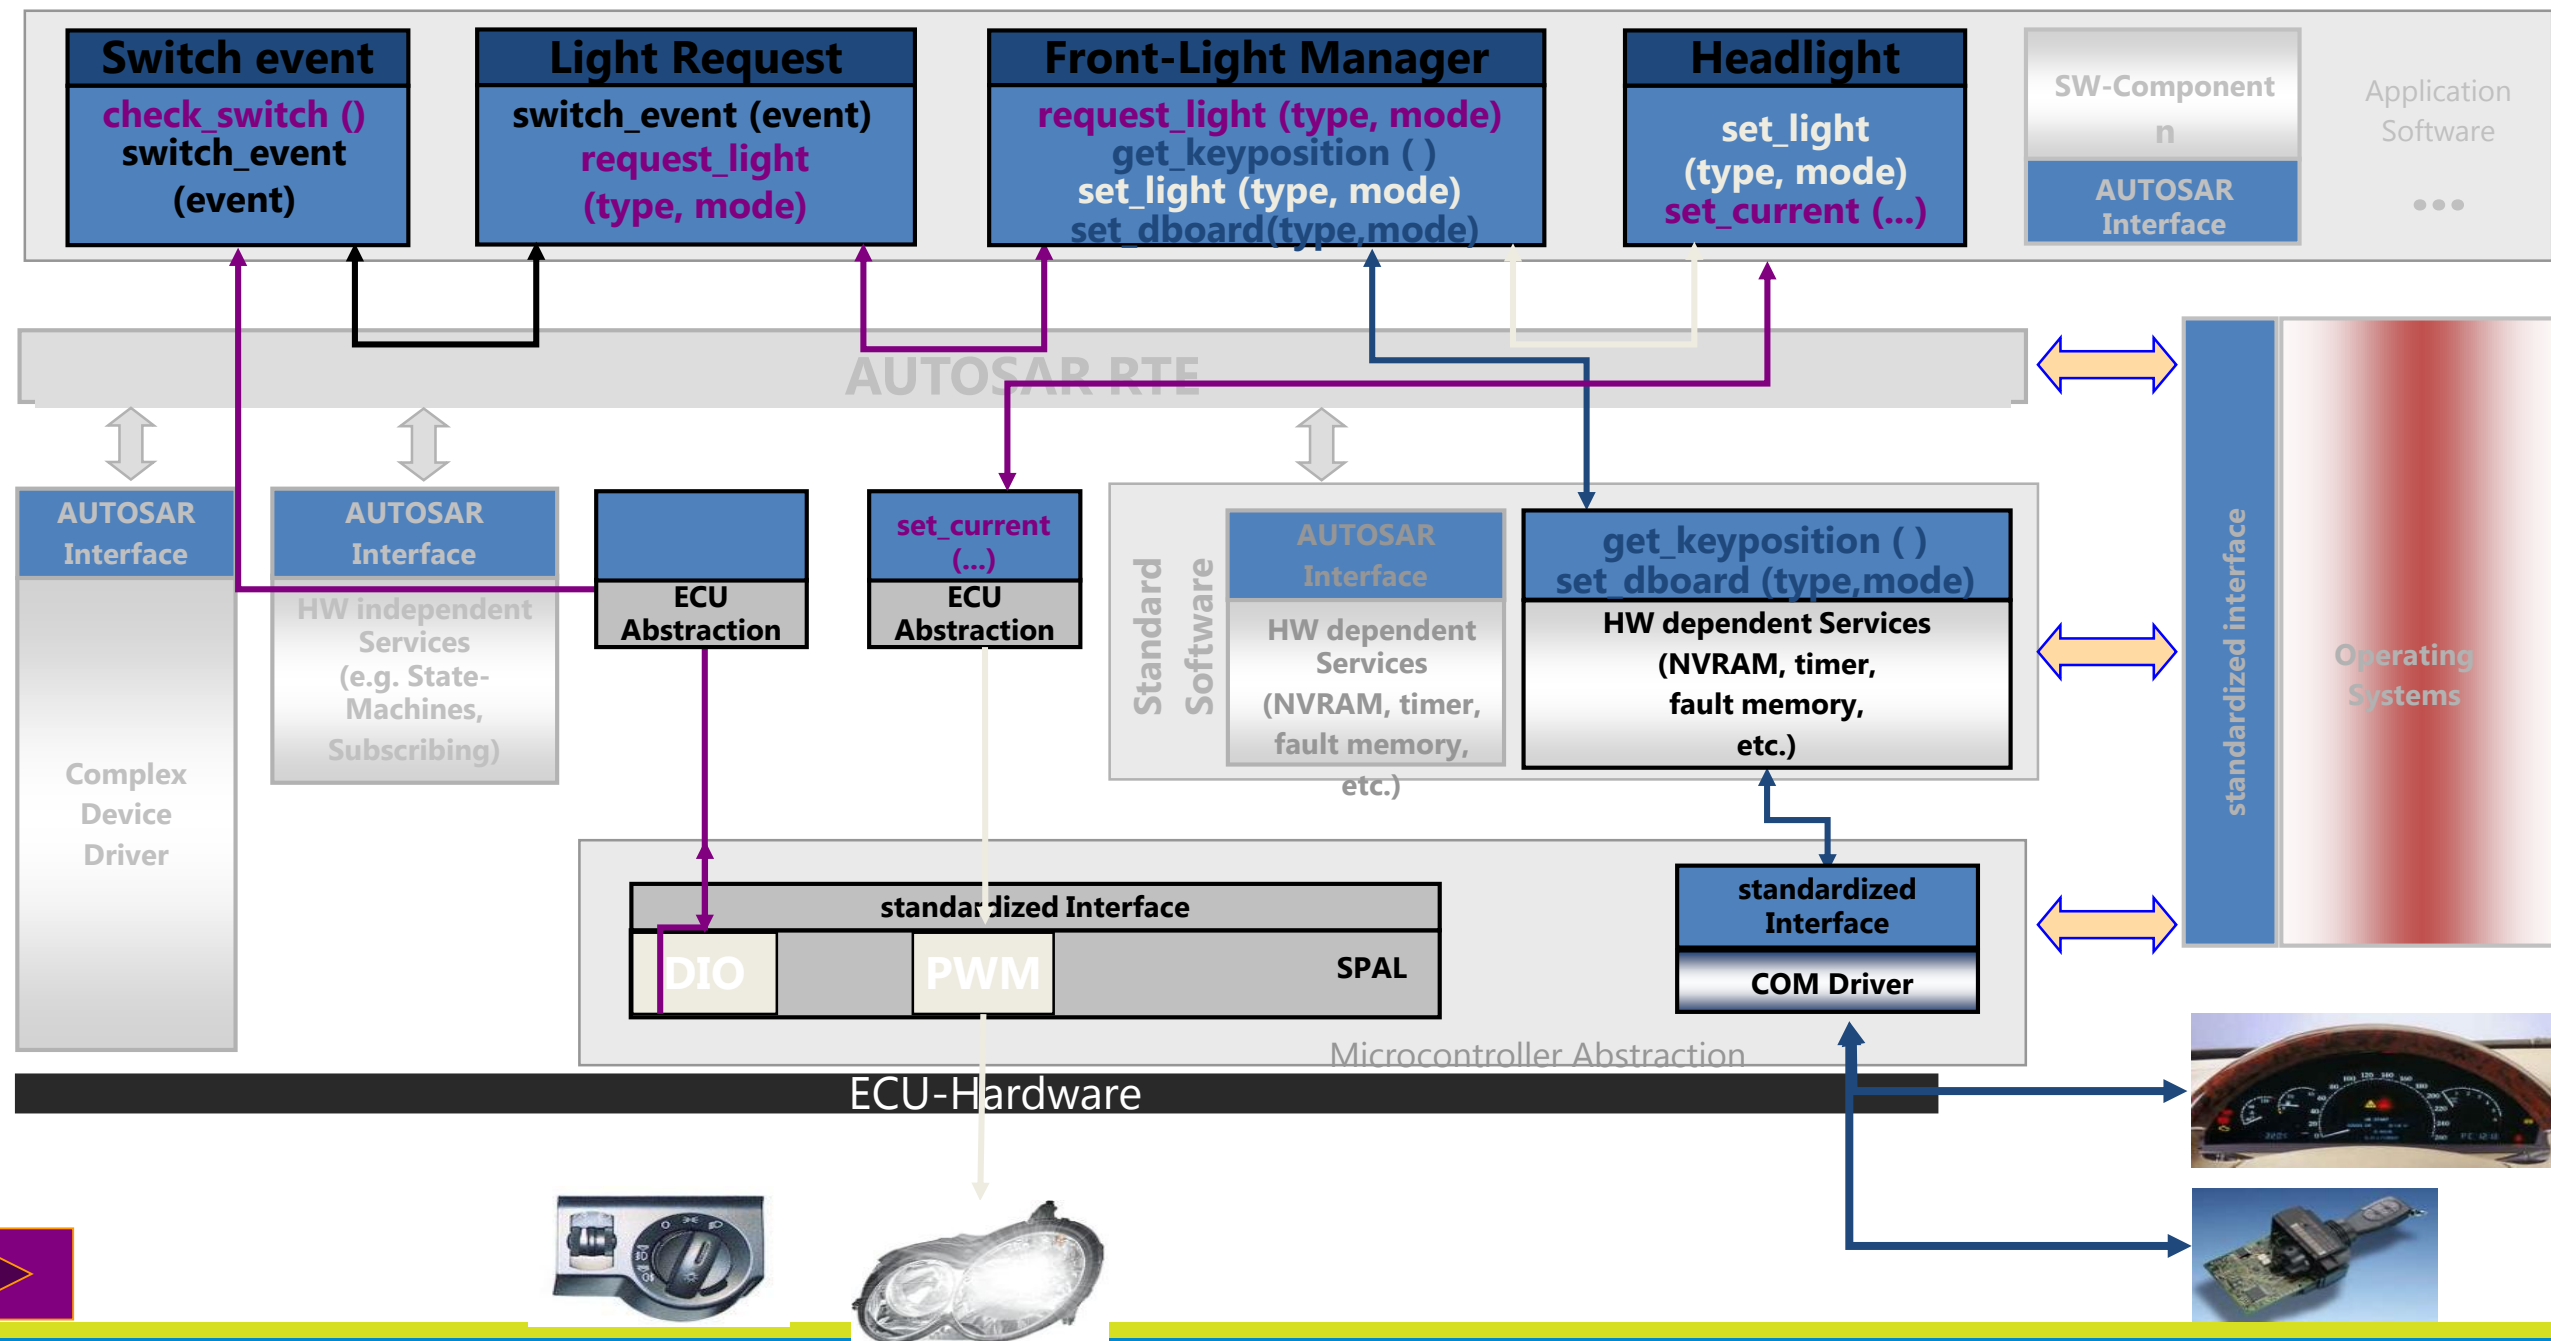 Switch event
check_switch ()
switch_event
(event)
Light Request
switch_event (event)
request_light
(type, mode)
Front-Light Manager
request_light (type, mode)
get_keyposition ( )
set_light (type, mode)
set_dboard(type,mode)
Headlight
set_light
(type, mode)
set_current (...)
SW-Component
n
AUTOSAR
Interface
Application
Software
...
AUTOSAR RTE
AUTOSAR
Interface
Complex
Device
Driver
AUTOSAR
Interface
HW independent
Services
(e.g. State-
Machines,
Subscribing)
ECU
Abstraction
set_current
(...)
ECU
Abstraction
Standard
Software
AUTOSAR
Interface
HW dependent
Services
(NVRAM, timer,
fault memory,
etc.)
get_keyposition ( )
set_dboard (type,mode)
HW dependent Services
(NVRAM, timer,
fault memory,
etc.)
standardized interface
Operating
Systems
standardized Interface
DIO
PWM
SPAL
standardized
Interface
COM Driver
Microcontroller Abstraction
ECU-Hardware